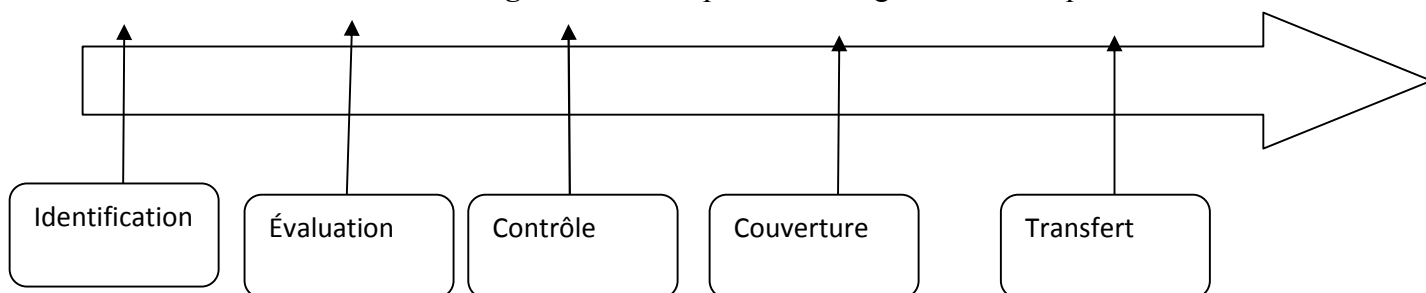 Identification
Évaluation
Contrôle
Couverture
Transfert